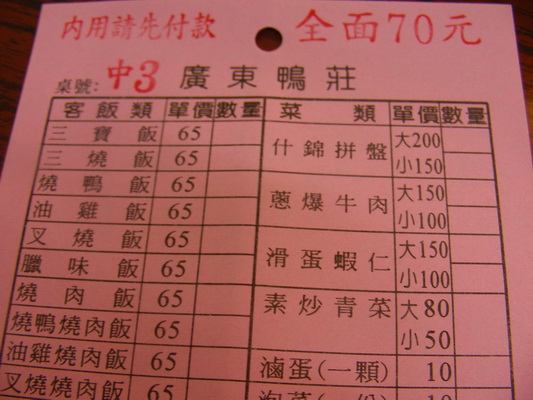 內用請先付款 全面70元
桌號: 中3 廣東鴨莊
客飯類 單價 數量 菜類 單價 數量
三寶飯 65 什錦拼盤 大200
三燒飯 65 小150
燒鴨飯 65 蔥爆牛肉 大150
油雞飯 65 小100
叉燒飯 65 滑蛋蝦仁 大150
臘味飯 65 小100
燒肉飯 65 素炒青菜 大80
燒鴨燒肉飯 65 小50
油雞燒肉飯 65 滷蛋(一顆) 10
叉燒燒肉飯 65 泡菜(一份) 10